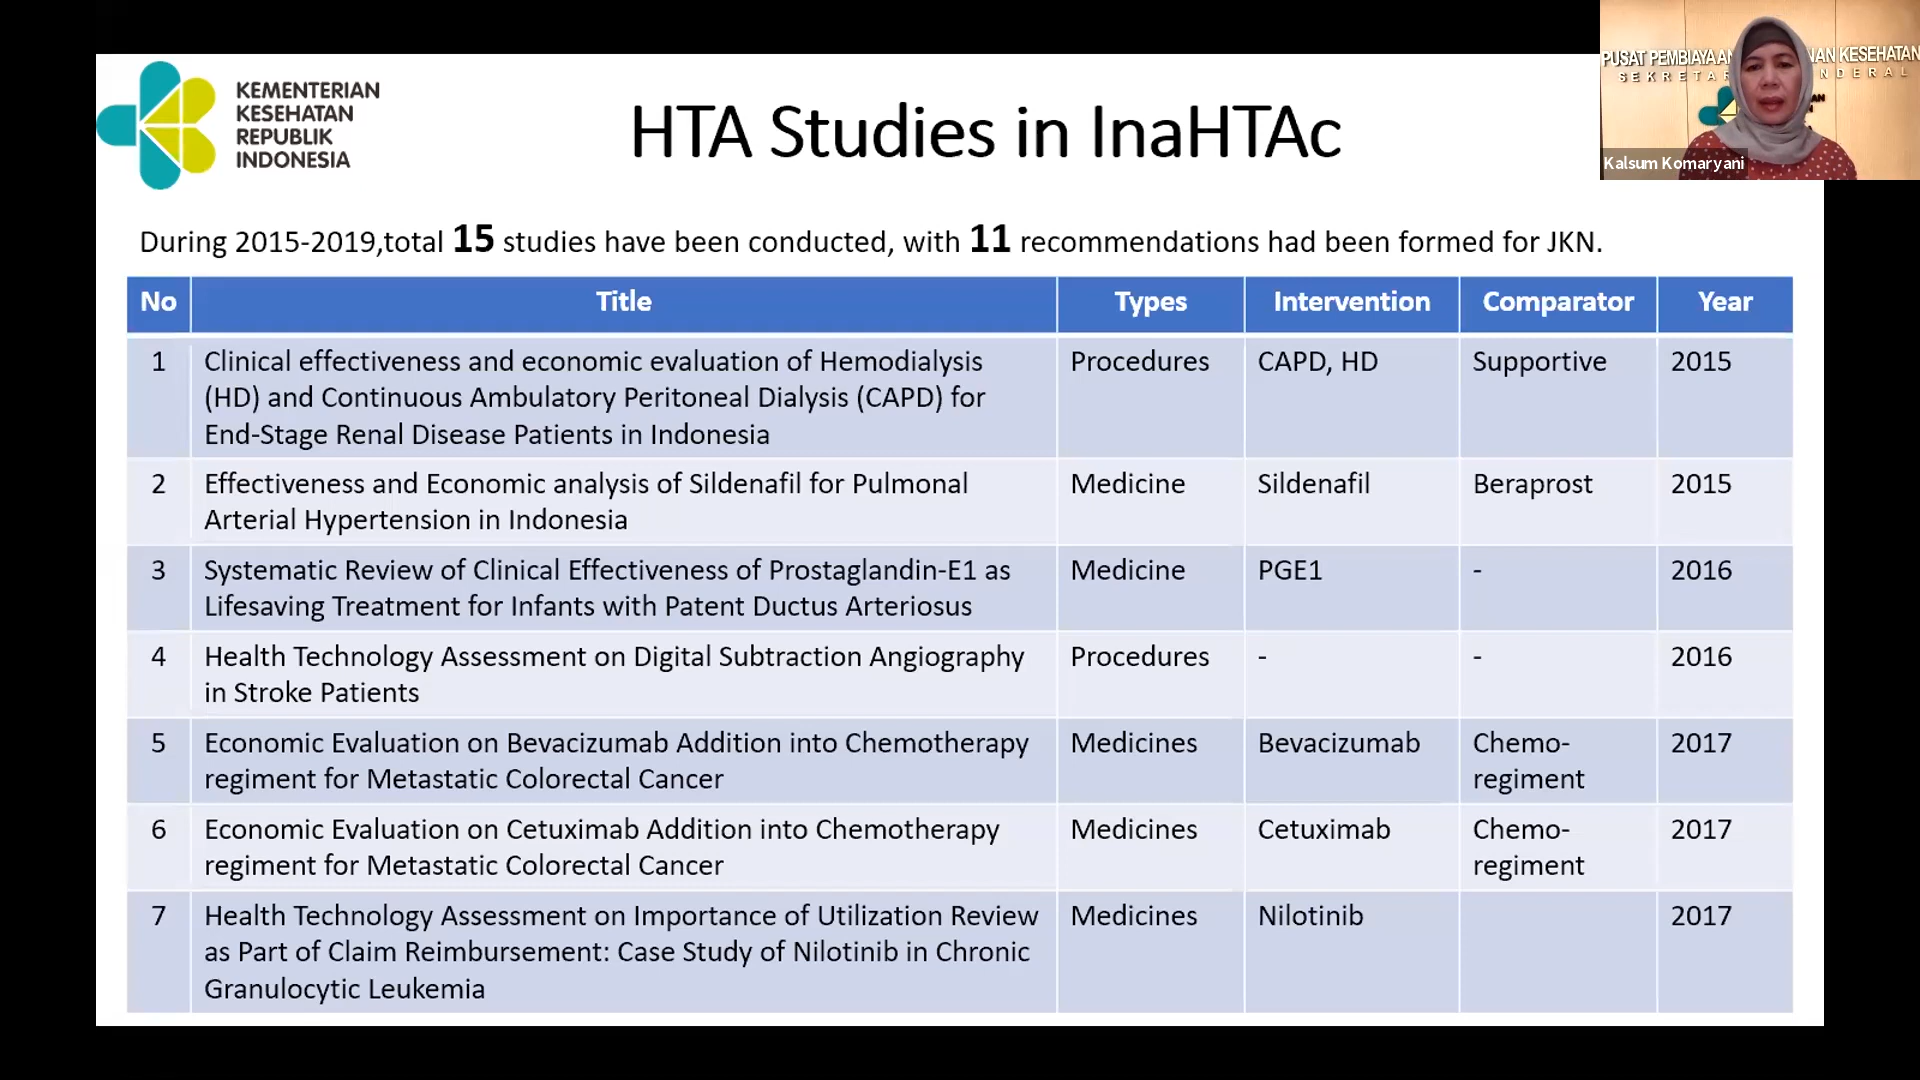 KEMENTERIAN
KESEHATAN
REPUBLIK
INDONESIA
HTA Studies in InaHTAc
PUSAT PEMBIAYAAN
NAN KESEHATAN
SEKRETAR
NDERAL
Kalsum Komaryani
During 2015-2019,total 15 studies have been conducted, with 11 recommendations had been formed for JKN.
No Title Types Intervention Comparator Year
1 Clinical effectiveness and economic evaluation of Hemodialysis Procedures CAPD, HD Supportive 2015
(HD) and Continuous Ambulatory Peritoneal Dialysis (CAPD) for
End-Stage Renal Disease Patients in Indonesia
2 Effectiveness and Economic analysis of Sildenafil for Pulmonal Medicine Sildenafil Beraprost 2015
Arterial Hypertension in Indonesia
3 Systematic Review of Clinical Effectiveness of Prostaglandin-E1 as Medicine PGE1 - 2016
Lifesaving Treatment for Infants with Patent Ductus Arteriosus
4 Health Technology Assessment on Digital Subtraction Angiography Procedures - - 2016
in Stroke Patients
5 Economic Evaluation on Bevacizumab Addition into Chemotherapy Medicines Bevacizumab Chemo- 2017
regiment for Metastatic Colorectal Cancer regiment
6 Economic Evaluation on Cetuximab Addition into Chemotherapy Medicines Cetuximab Chemo- 2017
regiment for Metastatic Colorectal Cancer regiment
7 Health Technology Assessment on Importance of Utilization Review Medicines Nilotinib 2017
as Part of Claim Reimbursement: Case Study of Nilotinib in Chronic
Granulocytic Leukemia